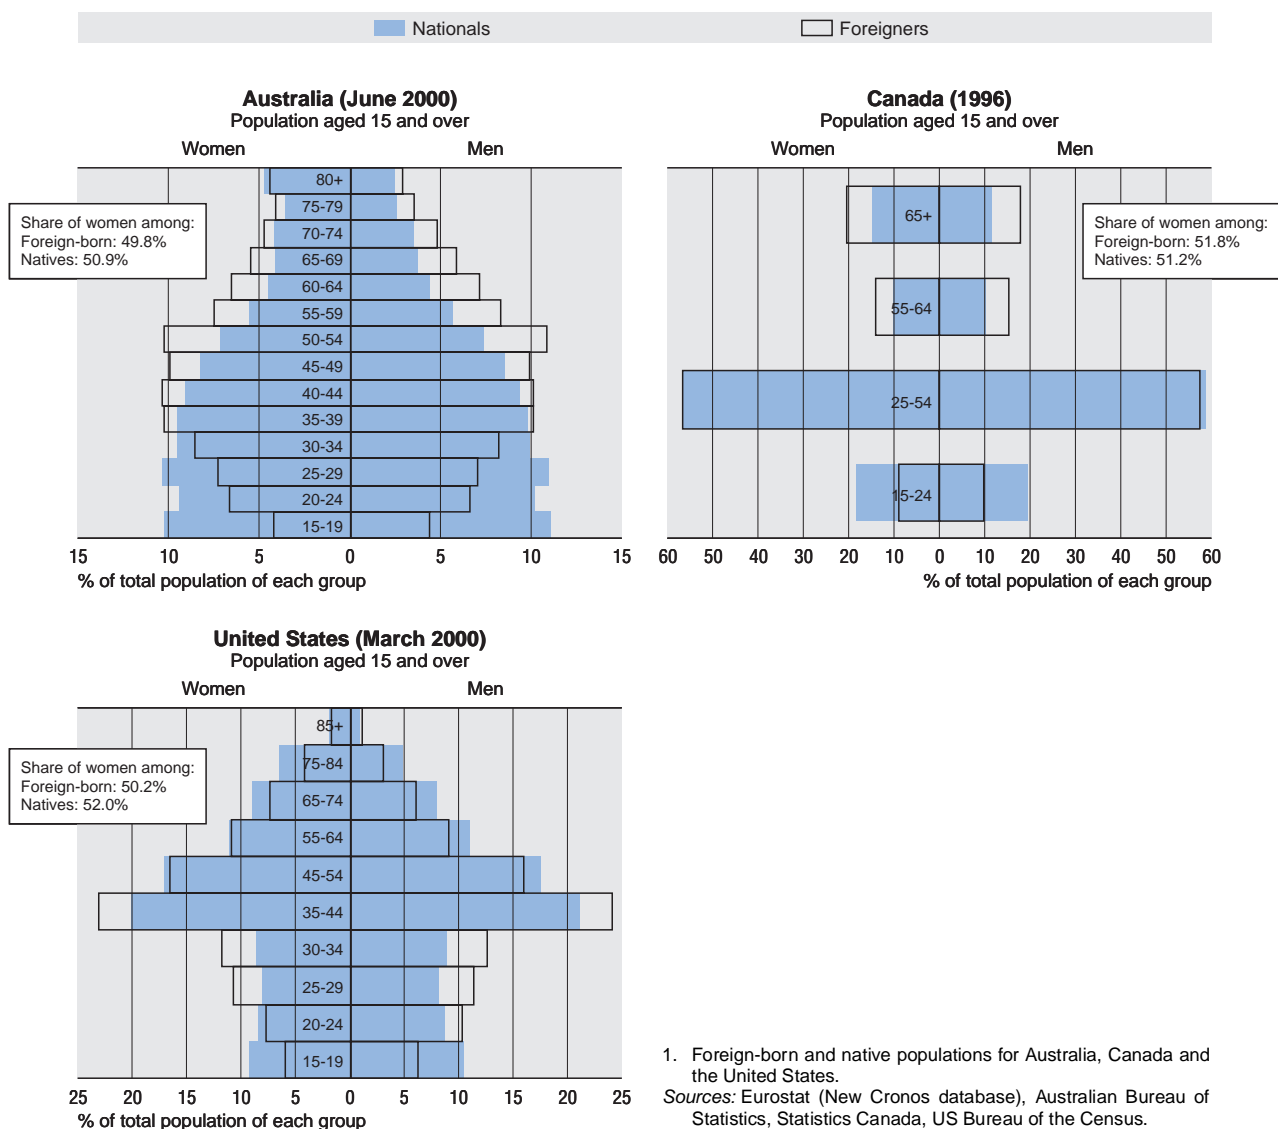 Nationals
Foreigners
Australia (June 2000)
Population aged 15 and over
Women
Men
80+
75-79
70-74
65-69
60-64
55-59
50-54
45-49
40-44
35-39
30-34
25-29
20-24
15-19
Share of women among:
Foreign-born: 49.8%
Natives: 50.9%
15 10 5 0 5 10 15
% of total population of each group
Canada (1996)
Population aged 15 and over
Women
Men
65+
55-64
25-54
15-24
Share of women among:
Foreign-born: 51.8%
Natives: 51.2%
60 50 40 30 20 10 0 10 20 30 40 50 60
% of total population of each group
United States (March 2000)
Population aged 15 and over
Women
Men
85+
75-84
65-74
55-64
45-54
35-44
30-34
25-29
20-24
15-19
Share of women among:
Foreign-born: 50.2%
Natives: 52.0%
25 20 15 10 5 0 5 10 15 20 25
% of total population of each group
1. Foreign-born and native populations for Australia, Canada and
the United States.
Sources: Eurostat (New Cronos database), Australian Bureau of
Statistics, Statistics Canada, US Bureau of the Census.